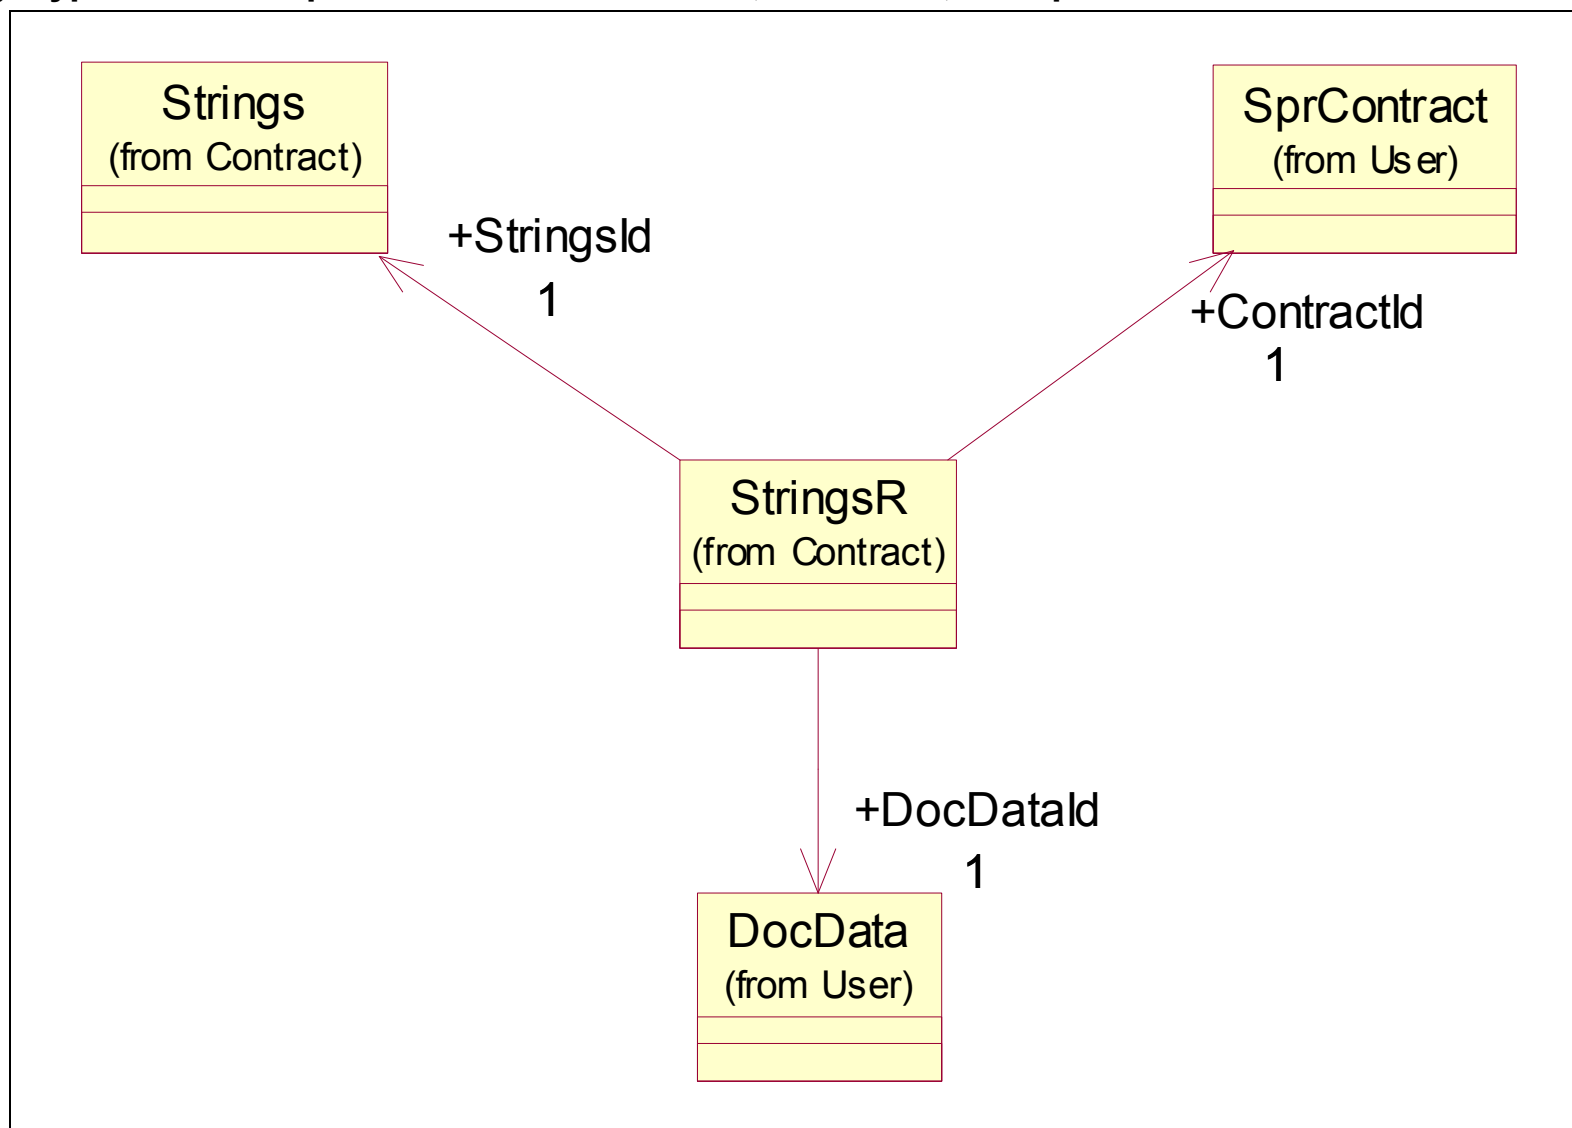 Strings
(from Contract)
SprContract
(from User)
+StringsId
1
+ContractId
1
StringsR
(from Contract)
+DocDataId
1
DocData
(from User)